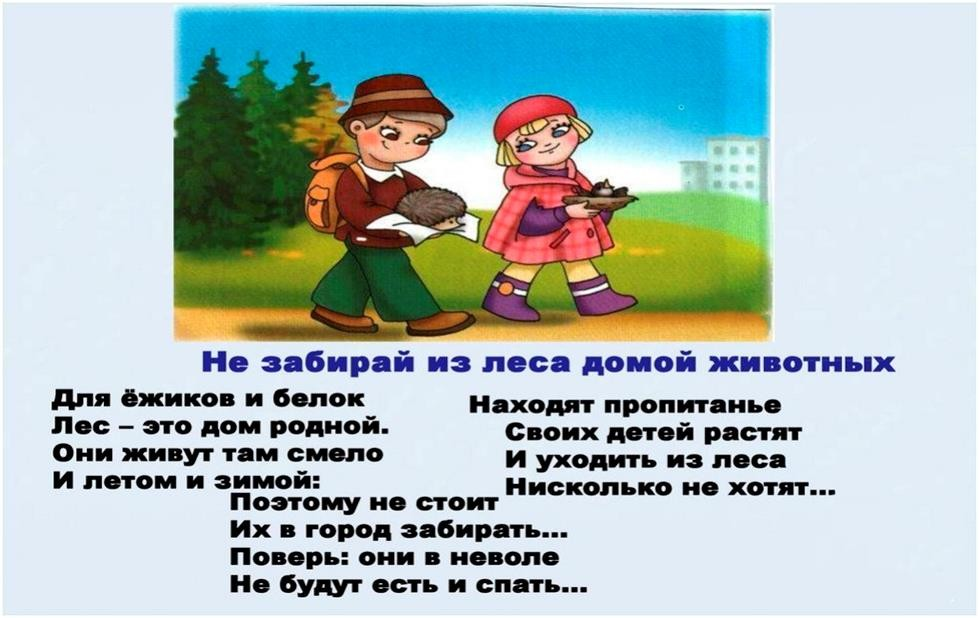 Не забирай из леса домой животных
Для ёжиков и белок
Лес – это дом родной.
Они живут там смело
И летом и зимой:
Находят пропитанье
Своих детей растят
И уходить из леса
Нисколько не хотят...
Поэтому не стоит
Их в город забирать...
Поверь: они в неволе
Не будут есть и спать...